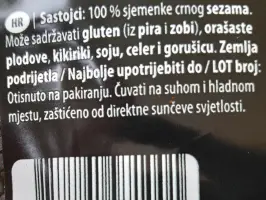 HR Sastojci: 100 % sjemenke crnog sezama.
Može sadržavati gluten (iz pira i zobi), orašaste
plodove, kikiriki, soju, celer i gorušicu. Zemlja
podrijetla / Najbolje upotrijebiti do / LOT broj:
Otisnuto na pakiranju. Čuvati na suhom i hladnom
mjestu, zaštićeno od direktne sunčeve svjetlosti.